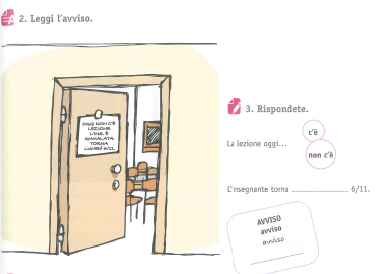 2. Leggi l'avviso.
OGGI NON C'È
LEZIONE
L'INS. È
AMMALATA
TORNA
LUNEDÌ 6/11
3. Rispondete.
La lezione oggi...
c'è
non c'è
L'insegnante torna .......................... 6/11.
AVVISO
avviso
avviso
..........................